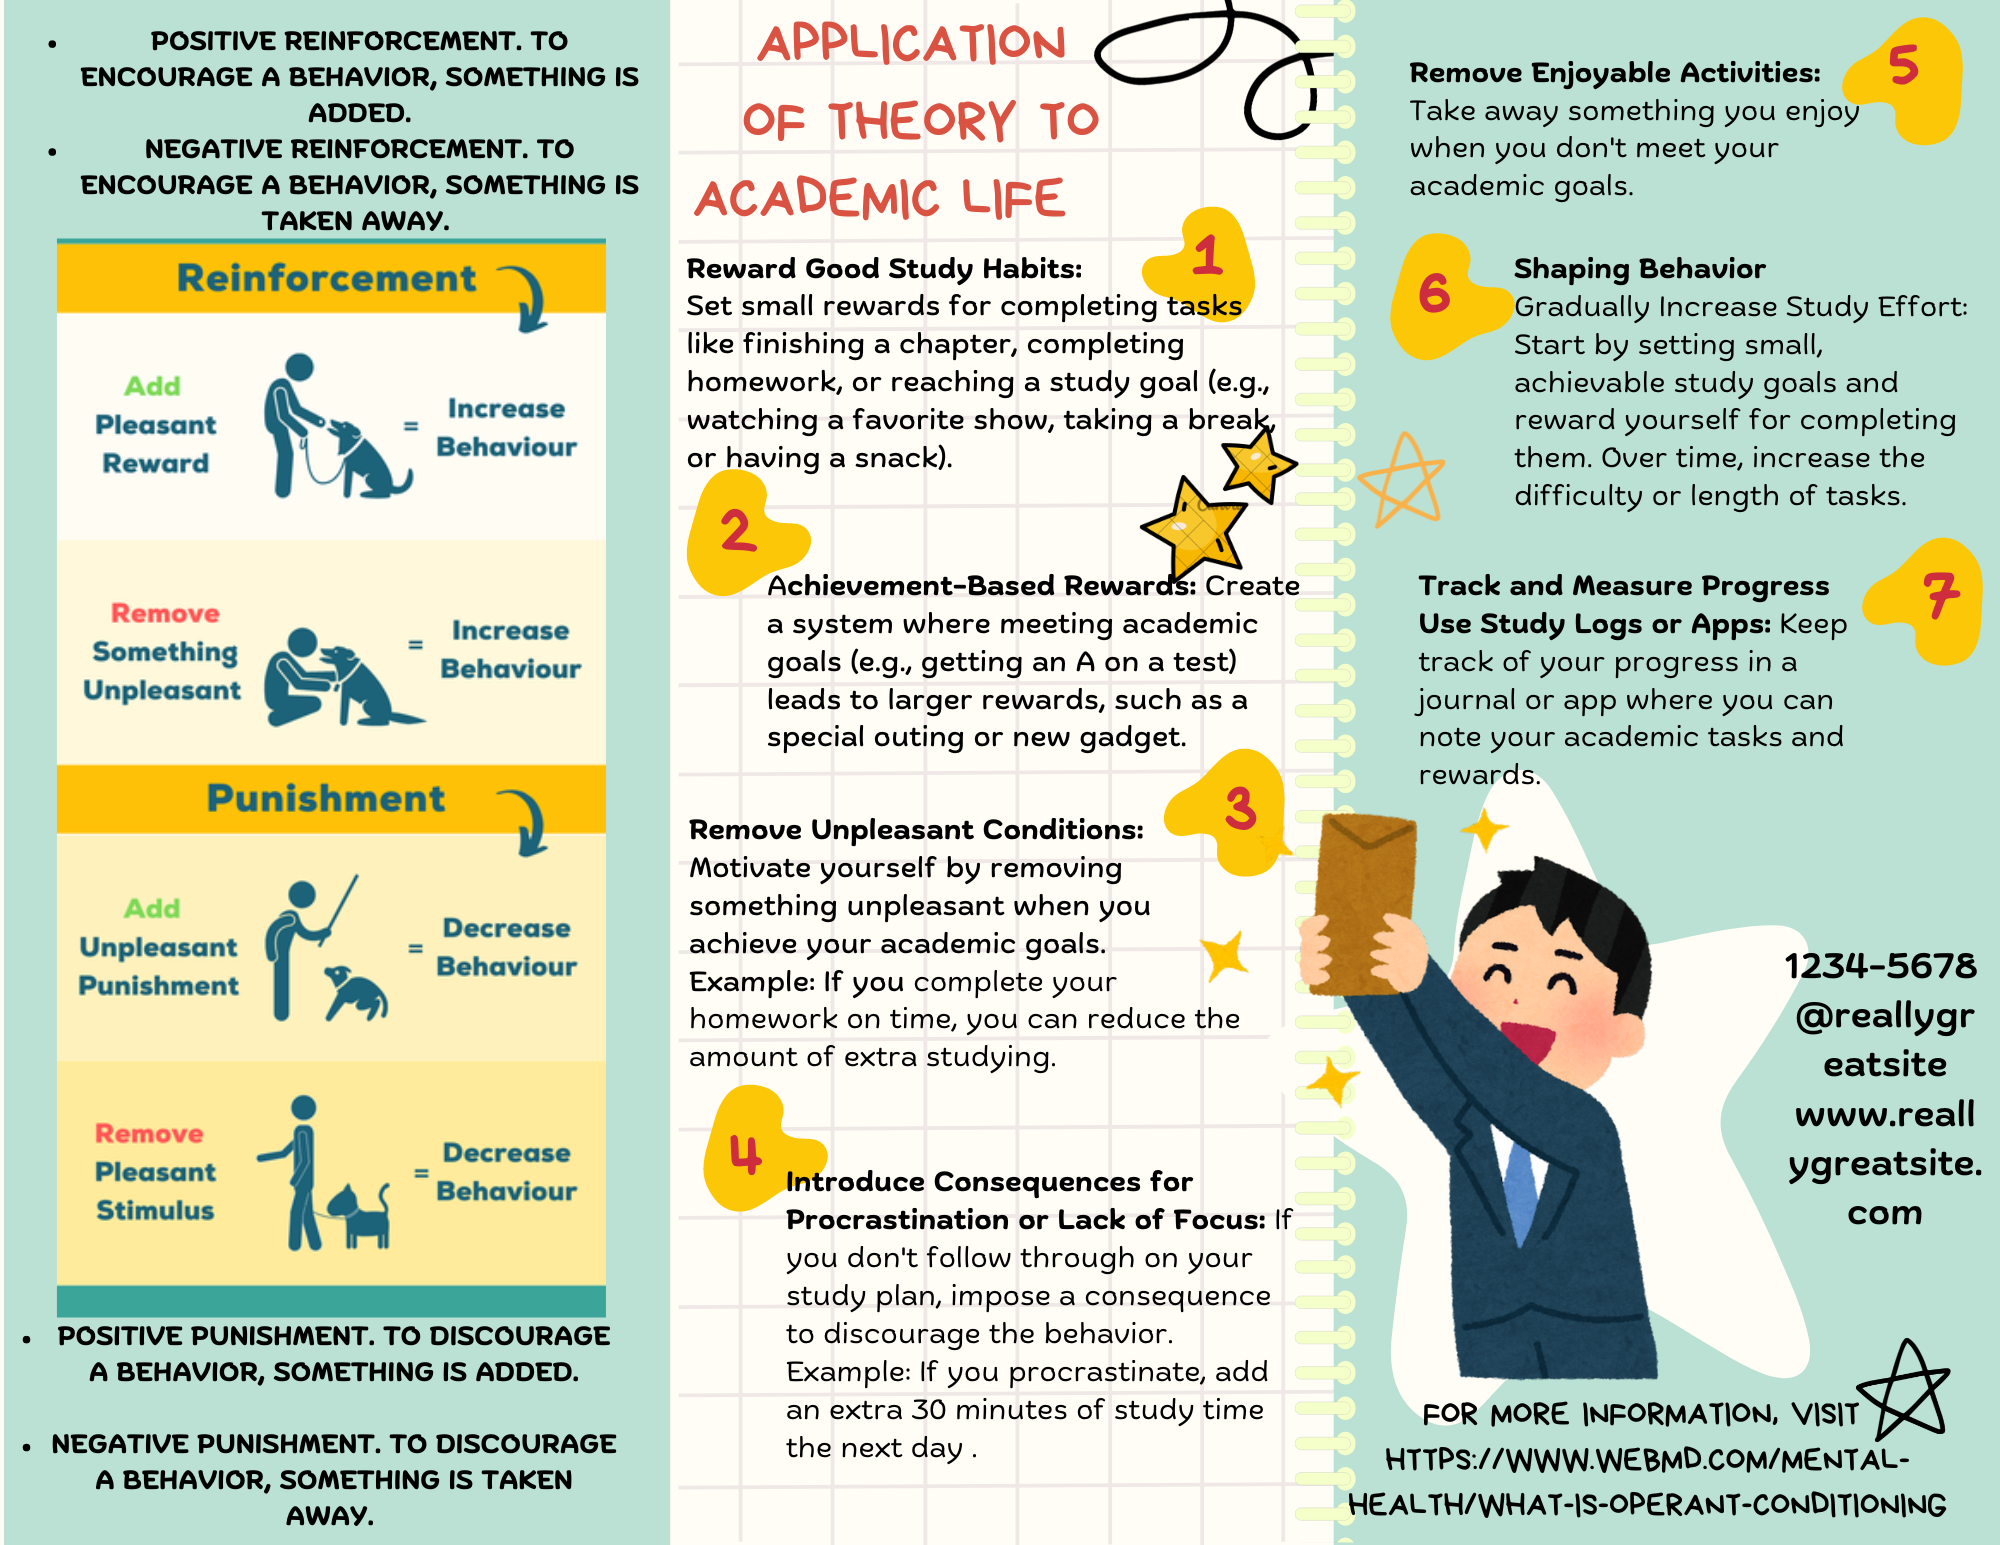 • POSITIVE REINFORCEMENT. TO
ENCOURAGE A BEHAVIOR, SOMETHING IS
ADDED.
• NEGATIVE REINFORCEMENT. TO
ENCOURAGE A BEHAVIOR, SOMETHING IS
TAKEN AWAY.
Reinforcement
Add
Pleasant
Reward
=
Increase
Behaviour
Remove
Something
Unpleasant
=
Increase
Behaviour
Punishment
Add
Unpleasant
Punishment
=
Decrease
Behaviour
Remove
Pleasant
Stimulus
=
Decrease
Behaviour
• POSITIVE PUNISHMENT. TO DISCOURAGE
A BEHAVIOR, SOMETHING IS ADDED.
• NEGATIVE PUNISHMENT. TO DISCOURAGE
A BEHAVIOR, SOMETHING IS TAKEN
AWAY.
APPLICATION
OF THEORY TO
ACADEMIC LIFE
1
Reward Good Study Habits:
Set small rewards for completing tasks
like finishing a chapter, completing
homework, or reaching a study goal (e.g.,
watching a favorite show, taking a break,
or having a snack).
2
Achievement-Based Rewards: Create
a system where meeting academic
goals (e.g., getting an A on a test)
leads to larger rewards, such as a
special outing or new gadget.
3
Remove Unpleasant Conditions:
Motivate yourself by removing
something unpleasant when you
achieve your academic goals.
Example: If you complete your
homework on time, you can reduce the
amount of extra studying.
4
Introduce Consequences for
Procrastination or Lack of Focus: If
you don't follow through on your
study plan, impose a consequence
to discourage the behavior.
Example: If you procrastinate, add
an extra 30 minutes of study time
the next day .
5
Remove Enjoyable Activities:
Take away something you enjoy
when you don't meet your
academic goals.
6
Shaping Behavior
Gradually Increase Study Effort:
Start by setting small,
achievable study goals and
reward yourself for completing
them. Over time, increase the
difficulty or length of tasks.
7
Track and Measure Progress
Use Study Logs or Apps: Keep
track of your progress in a
journal or app where you can
note your academic tasks and
rewards.
1234-5678
@reallygr
eatsite
www.reall
ygreatsite.
com
FOR MORE INFORMATION, VISIT
HTTPS://WWW.WEBMD.COM/MENTAL-
HEALTH/WHAT-IS-OPERANT-CONDITIONING